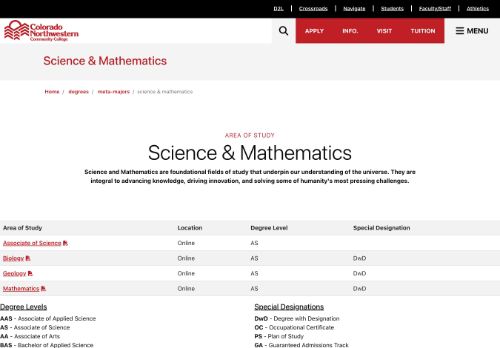 D2L | Crossroads | Navigate | Students | Faculty/Staff | Athletics
Colorado
Northwestern
Community College
APPLY INFO. VISIT TUITION MENU
Science & Mathematics
Home / degrees / meta-majors / science & mathematics
AREA OF STUDY
Science & Mathematics
Science and Mathematics are foundational fields of study that underpin our understanding of the universe. They are
integral to advancing knowledge, driving innovation, and solving some of humanity's most pressing challenges.
Area of Study Location Degree Level Special Designation
Associate of Science Online AS
Biology Online AS DwD
Geology Online AS DwD
Mathematics Online AS DwD
Degree Levels Special Designations
AAS - Associate of Applied Science DwD - Degree with Designation
AS - Associate of Science OC - Occupational Certificate
AA - Associate of Arts PS - Plan of Study
BAS - Bachelor of Applied Science GA - Guaranteed Admissions Track